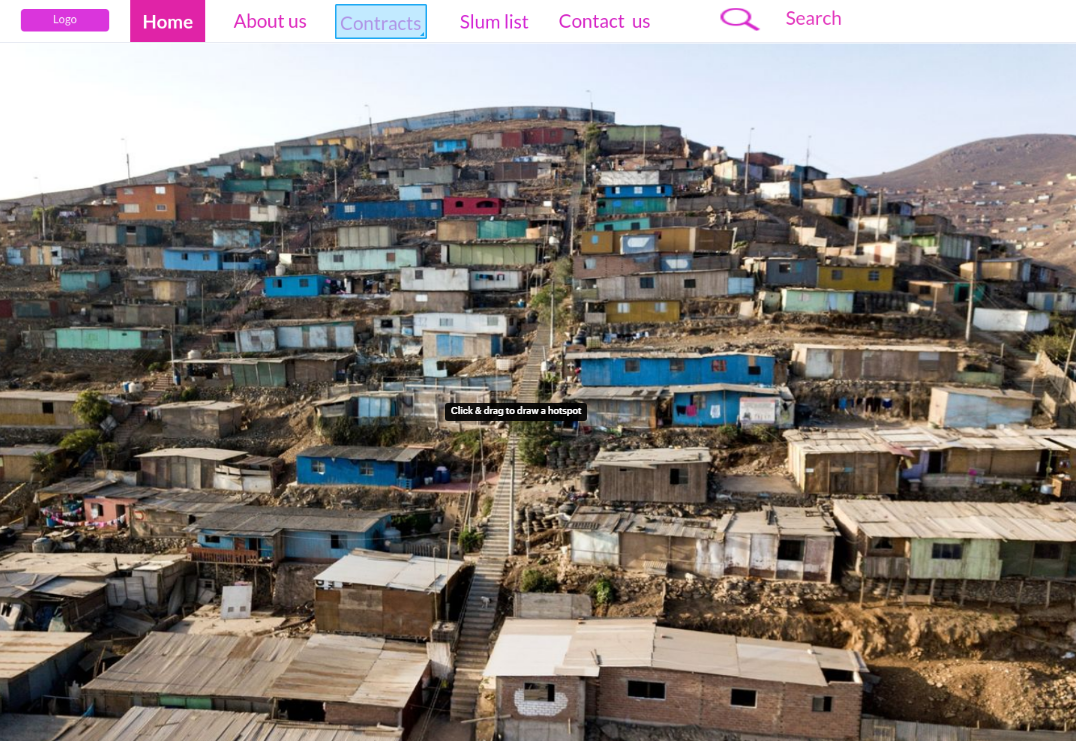 Logo
Home
About us
Contracts
Slum list
Contact us
Search
Click & drag to draw a hotspot